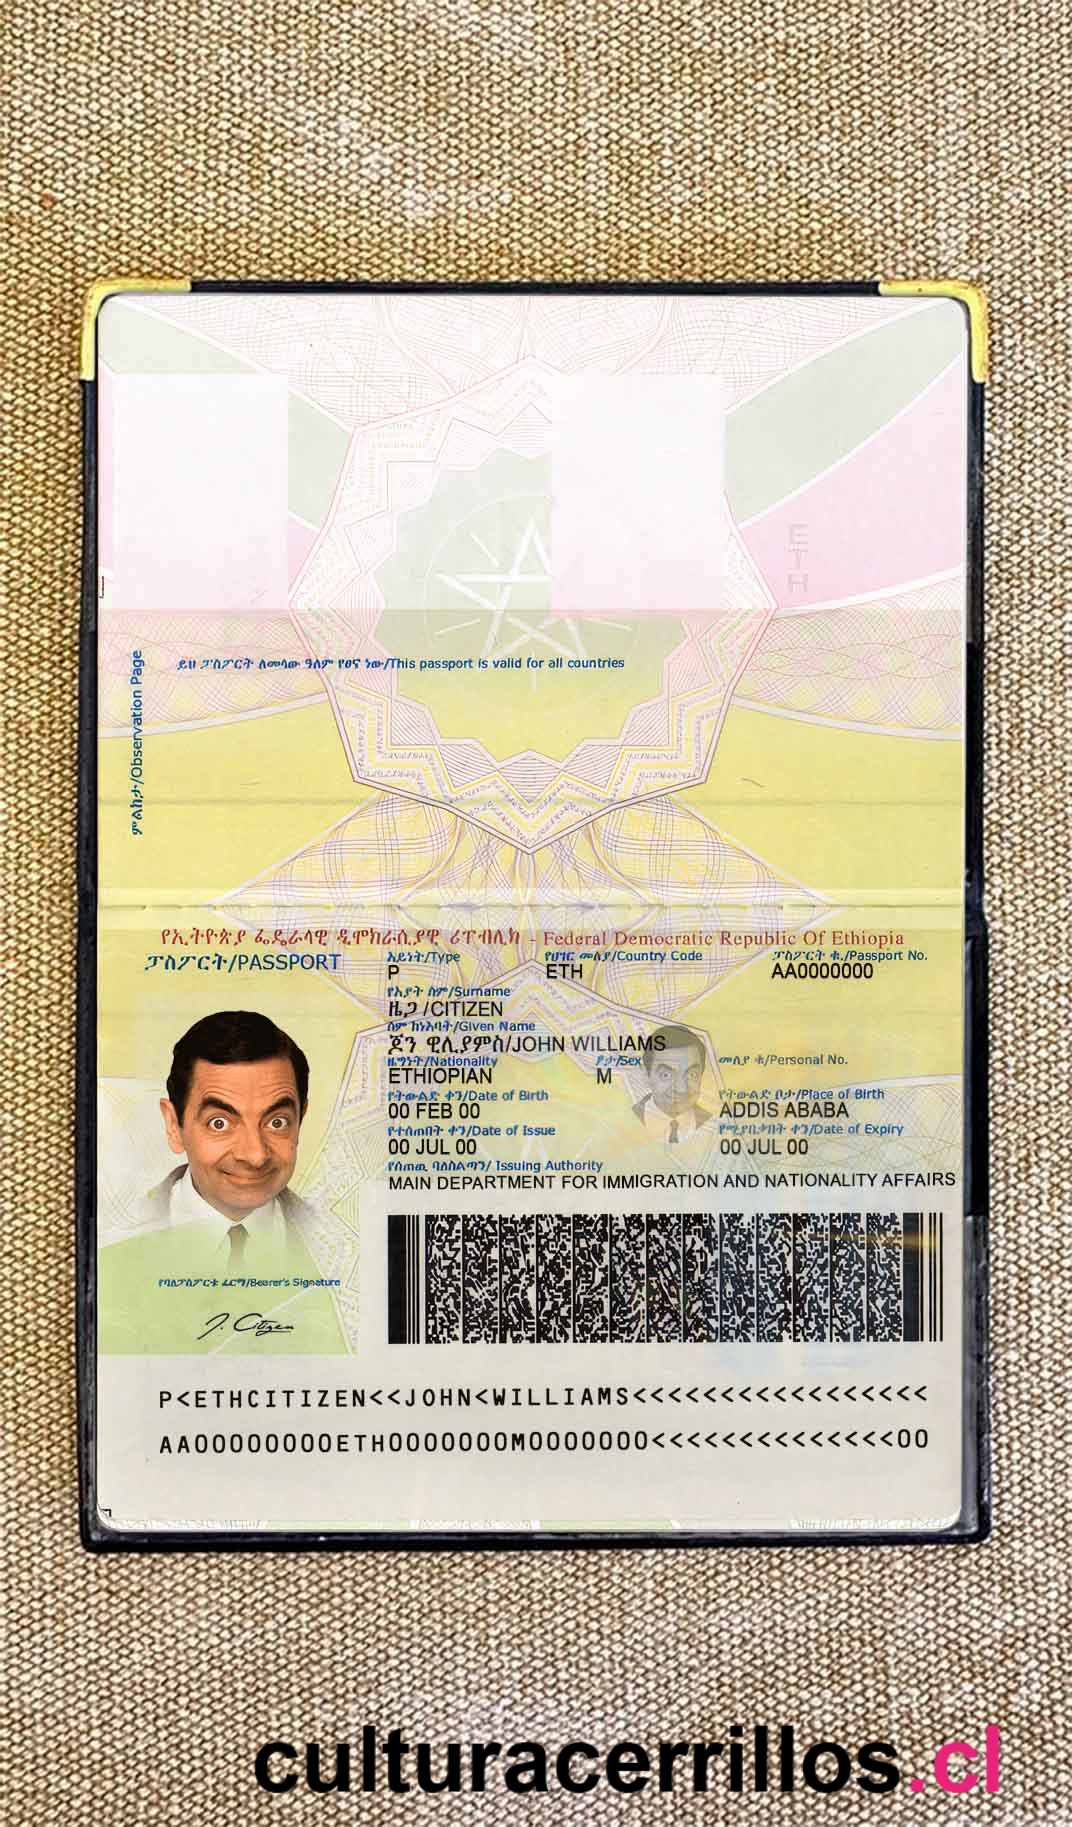 ETH
ይህ ፓስፖርት ለመላው ዓለም የፀና ነው/This passport is valid for all countries
ምልከታ/Observation Page
የኢትዮጵያ ፌዴራላዊ ዲሞክራሲያዊ ሪፐብሊክ - Federal Democratic Republic Of Ethiopia
ፓስፖርት/PASSPORT
አይነት/Type
የሀገር መለያ/Country Code
ፓስፖርት ቁ./Passport No.
P
ETH
AA0000000
የአያት ስም/Surname
ዜጋ /CITIZEN
ስም ከነአባት/Given Name
ጆን ዊሊያምስ/JOHN WILLIAMS
ዜግነት/Nationality
ፆታ/Sex
መለያ ቁ/Personal No.
ETHIOPIAN
M
የትውልድ ቀን/Date of Birth
የትውልድ ቦታ/Place of Birth
00 FEB 00
ADDIS ABABA
የተሰጠበት ቀን/Date of Issue
የሚያበቃበት ቀን/Date of Expiry
00 JUL 00
00 JUL 00
የሰጠዉ ባለስልጣን/ Issuing Authority
MAIN DEPARTMENT FOR IMMIGRATION AND NATIONALITY AFFAIRS
የባለፓስፖርቱ ፊርማ/Bearer's Signature
J. Citizen
P<ETHCITIZEN<<JOHN<WILLIAMS<<<<<<<<<<<<<<<<<
AA00000000ETH0000000M0000000<<<<<<<<<<<<<<00
culturacerrillos.cl